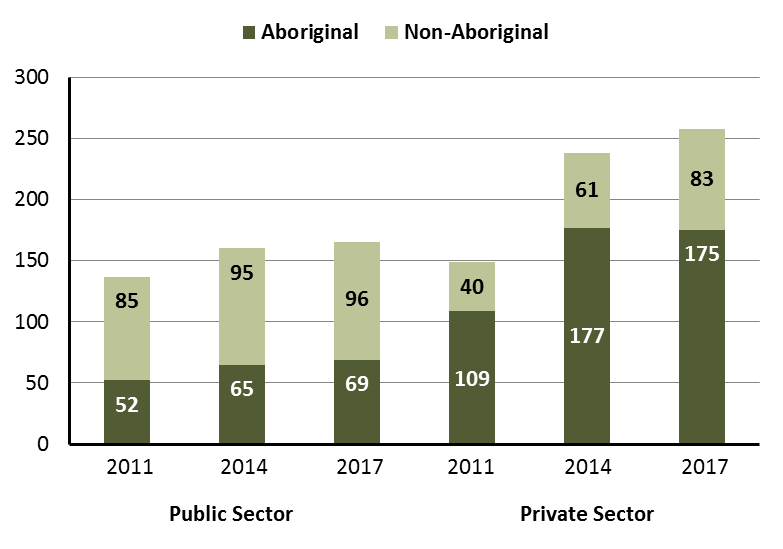 Aboriginal Non-Aboriginal
300
250
200
150
100
50
0
85 95 96 40 61 83
52 65 69 109 177 175
2011 2014 2017 2011 2014 2017
Public Sector Private Sector